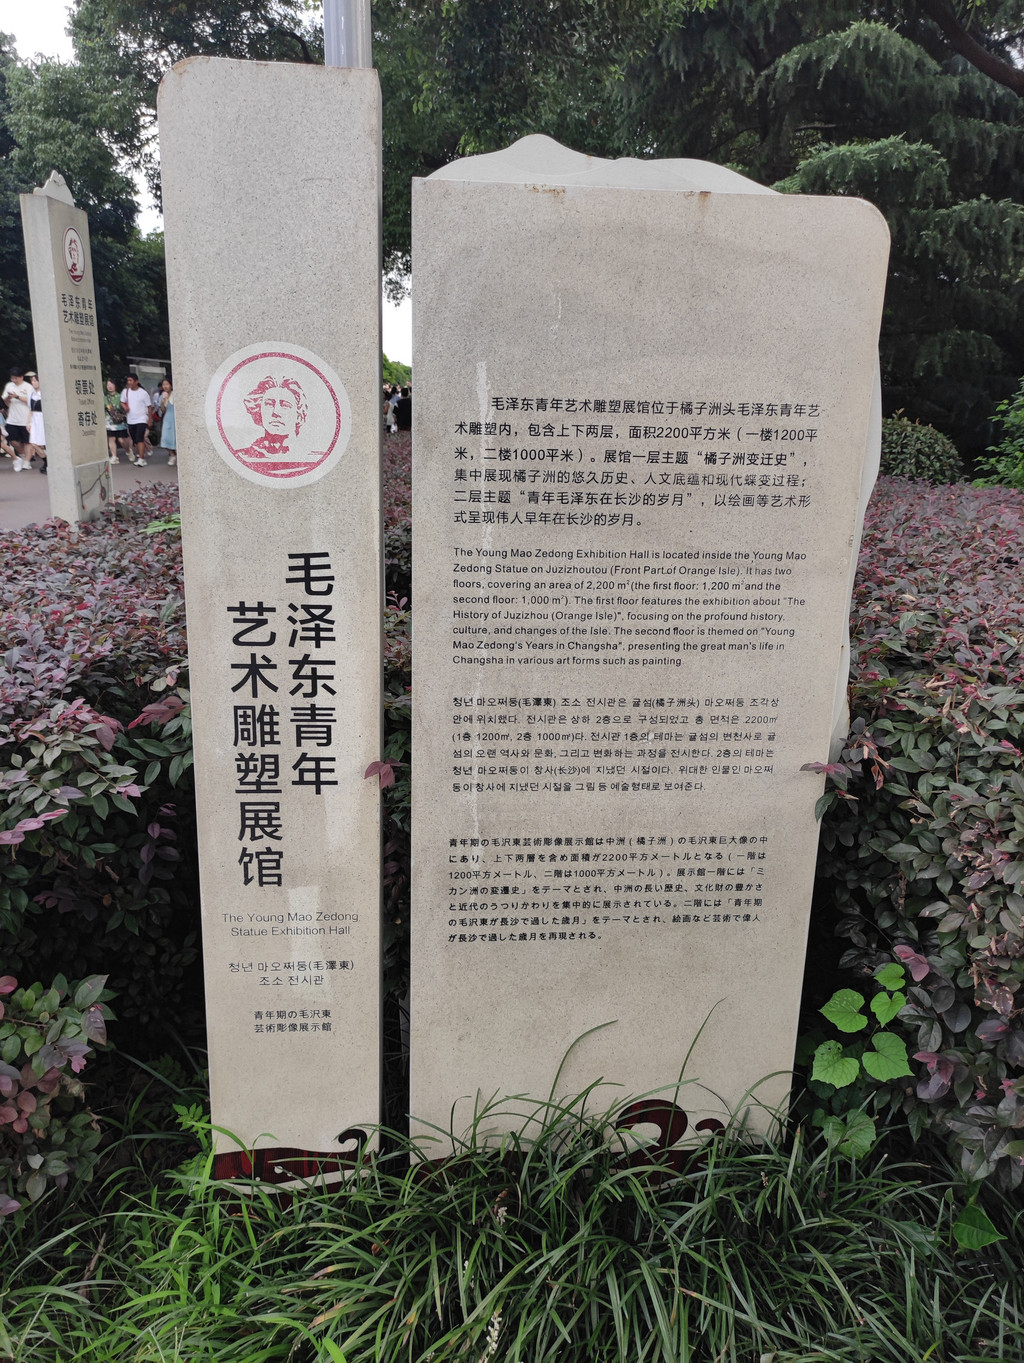 毛泽东青年
艺术雕塑展馆
领票处
寄存处
毛泽东青年
艺术雕塑展馆
The Young Mao Zedong
Statue Exhibition Hall
청년 마오쩌둥(毛澤東)
조소 전시관
青年期の毛沢東
芸術彫像展示館
毛泽东青年艺术雕塑展馆位于橘子洲头毛泽东青年艺
术雕塑内，包含上下两层，面积2200平方米（一楼1200平
米，二楼1000平米）。展馆一层主题“橘子洲变迁史”，
集中展现橘子洲的悠久历史、人文底蕴和现代蝶变过程；
二层主题“青年毛泽东在长沙的岁月”，以绘画等艺术形
式呈现伟人早年在长沙的岁月。
The Young Mao Zedong Exhibition Hall is located inside the Young Mao
Zedong Statue on Juzizhoutou (Front Part of Orange Isle). It has two
floors, covering an area of 2,200 m²(the first floor: 1,200 m²and the
second floor: 1,000 m²). The first floor features the exhibition about "The
History of Juzizhou (Orange Isle)", focusing on the profound history,
culture, and changes of the Isle. The second floor is themed on "Young
Mao Zedong's Years in Changsha", presenting the great man's life in
Changsha in various art forms such as painting.
청년 마오쩌둥(毛澤東) 조소 전시관은 귤섬(橘子洲头) 마오쩌둥 조각상
안에 위치했다. 전시관은 상하 2층으로 구성되었고 총 면적은 2200㎡
(1층 1200㎡, 2층 1000㎡)다. 전시관 1층의 테마는 귤섬의 변천사로 귤
섬의 오랜 역사와 문화, 그리고 변화하는 과정을 전시한다. 2층의 테마는
청년 마오쩌둥이 창사(长沙)에 지냈던 시절이다. 위대한 인물인 마오쩌
둥이 창사에 지냈던 시절을 그림 등 예술형태로 보여준다.
青年期の毛沢東芸術彫像展示館は中洲（橘子洲）の毛沢東巨大像の中
にあり、上下两層を含め面積が2200平方メートルとなる（一階は
1200平方メートル、二階は1000平方メートル）。展示館一階には「ミ
カン洲の変遷史」をテーマとされ、中洲の長い歴史、文化財の豊かさ
と近代のうつりかわりを集中的に展示されている。二階には「青年期
の毛沢東が長沙で過した歳月」をテーマとされ、絵画など芸術で偉人
が長沙で過した歳月を再現される。